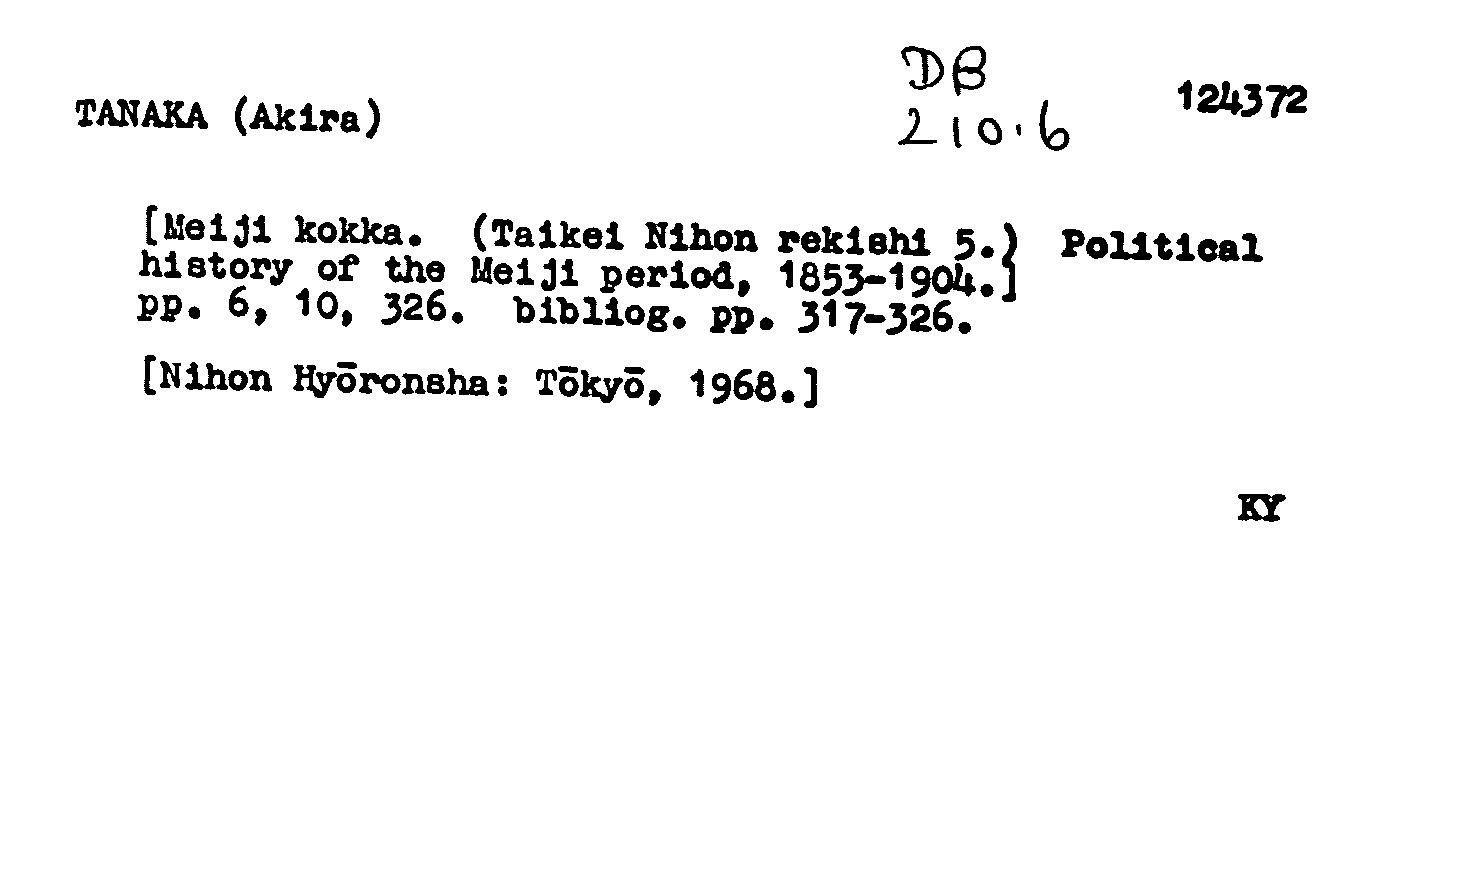 DB
124372
TANAKA (Akira)
210.6
[Meiji kokka. (Taikei Nihon rekishi 5.) Political
history of the Meiji period, 1853-1904.]
pp. 6, 10, 326. bibliog. pp. 317-326.
[Nihon Hyōronsha: Tōkyō, 1968.]
KY